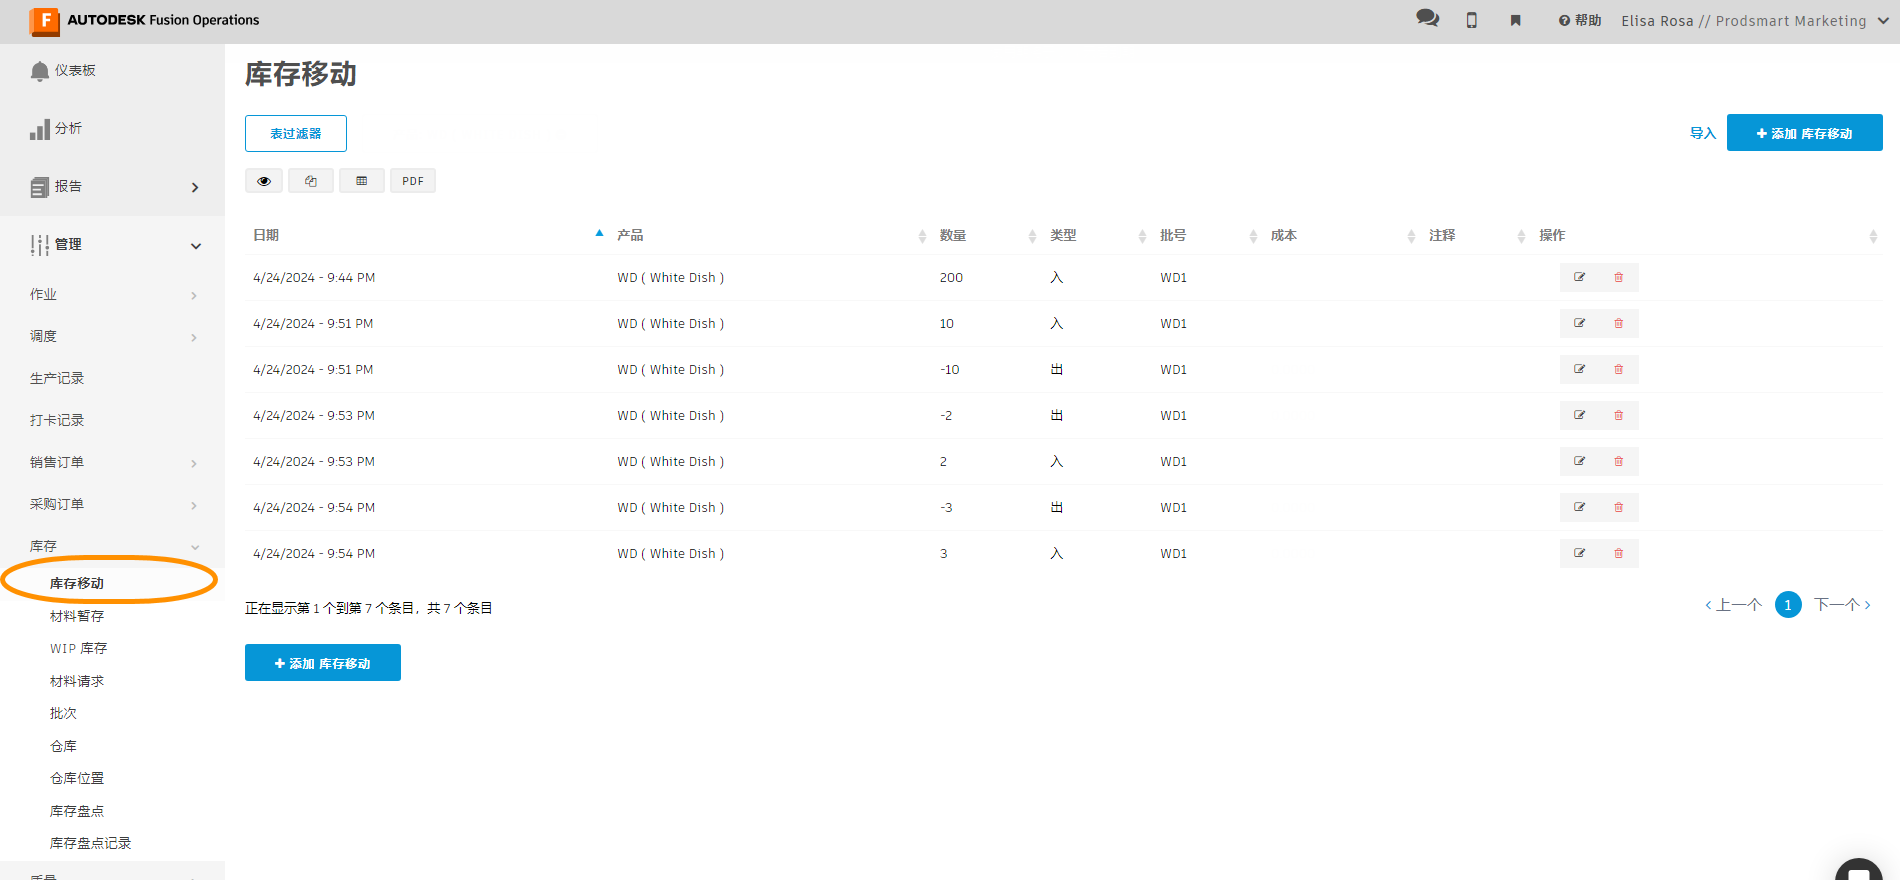 F AUTODESK Fusion Operations
帮助 Elisa Rosa // Prodsmart Marketing
仪表板
分析
报告
管理
作业
调度
生产记录
打卡记录
销售订单
采购订单
库存
库存移动
材料暂存
WIP 库存
材料请求
批次
仓库
仓库位置
库存盘点
库存盘点记录
质量
库存移动
表过滤器
导入 添加 库存移动
PDF
日期 产品 数量 类型 批号 成本 注释 操作
4/24/2024 - 9:44 PM WD ( White Dish ) 200 入 WD1
4/24/2024 - 9:51 PM WD ( White Dish ) 10 入 WD1
4/24/2024 - 9:51 PM WD ( White Dish ) -10 出 WD1
4/24/2024 - 9:53 PM WD ( White Dish ) -2 出 WD1
4/24/2024 - 9:53 PM WD ( White Dish ) 2 入 WD1
4/24/2024 - 9:54 PM WD ( White Dish ) -3 出 WD1
4/24/2024 - 9:54 PM WD ( White Dish ) 3 入 WD1
正在显示第 1 个到第 7 个条目，共 7 个条目
上一个 1 下一个
添加 库存移动